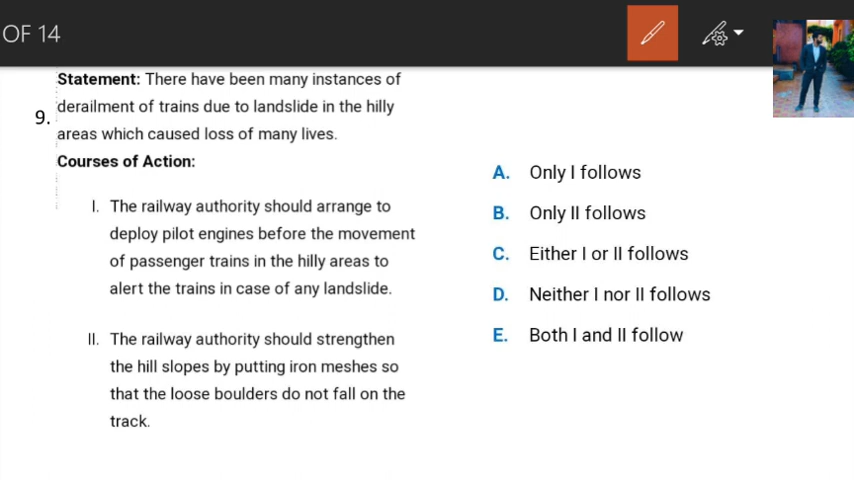 OF 14
Statement: There have been many instances of
9. derailment of trains due to landslide in the hilly
areas which caused loss of many lives.
Courses of Action:
I. The railway authority should arrange to
deploy pilot engines before the movement
of passenger trains in the hilly areas to
alert the trains in case of any landslide.
II. The railway authority should strengthen
the hill slopes by putting iron meshes so
that the loose boulders do not fall on the
track.
A. Only I follows
B. Only II follows
C. Either I or II follows
D. Neither I nor II follows
E. Both I and II follow